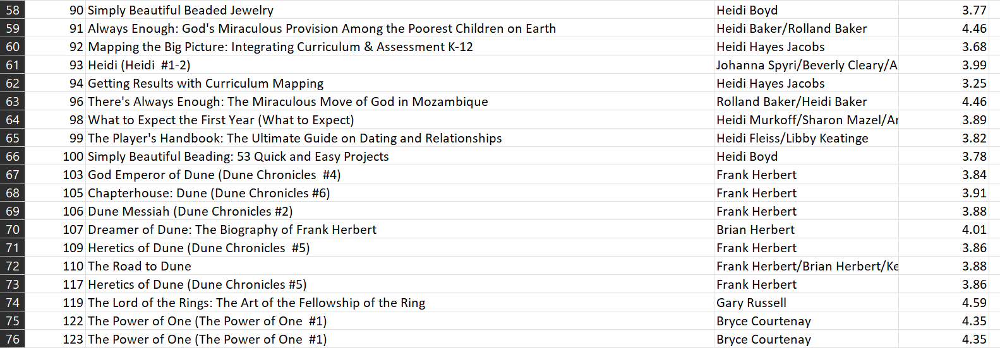 58 90 Simply Beautiful Beaded Jewelry Heidi Boyd 3.77
59 91 Always Enough: God's Miraculous Provision Among the Poorest Children on Earth Heidi Baker/Rolland Baker 4.46
60 92 Mapping the Big Picture: Integrating Curriculum & Assessment K-12 Heidi Hayes Jacobs 3.68
61 93 Heidi (Heidi  #1-2) Johanna Spyri/Beverly Cleary/A 3.99
62 94 Getting Results with Curriculum Mapping Heidi Hayes Jacobs 3.25
63 96 There's Always Enough: The Miraculous Move of God in Mozambique Rolland Baker/Heidi Baker 4.46
64 98 What to Expect the First Year (What to Expect) Heidi Murkoff/Sharon Mazel/Ar 3.89
65 99 The Player's Handbook: The Ultimate Guide on Dating and Relationships Heidi Fleiss/Libby Keatinge 3.82
66 100 Simply Beautiful Beading: 53 Quick and Easy Projects Heidi Boyd 3.78
67 103 God Emperor of Dune (Dune Chronicles  #4) Frank Herbert 3.84
68 105 Chapterhouse: Dune (Dune Chronicles #6) Frank Herbert 3.91
69 106 Dune Messiah (Dune Chronicles #2) Frank Herbert 3.88
70 107 Dreamer of Dune: The Biography of Frank Herbert Brian Herbert 4.01
71 109 Heretics of Dune (Dune Chronicles  #5) Frank Herbert 3.86
72 110 The Road to Dune Frank Herbert/Brian Herbert/Ke 3.88
73 117 Heretics of Dune (Dune Chronicles #5) Frank Herbert 3.86
74 119 The Lord of the Rings: The Art of the Fellowship of the Ring Gary Russell 4.59
75 122 The Power of One (The Power of One  #1) Bryce Courtenay 4.35
76 123 The Power of One (The Power of One  #1) Bryce Courtenay 4.35